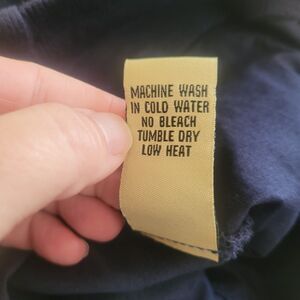 MACHINE WASH
IN COLD WATER
NO BLEACH
TUMBLE DRY
LOW HEAT